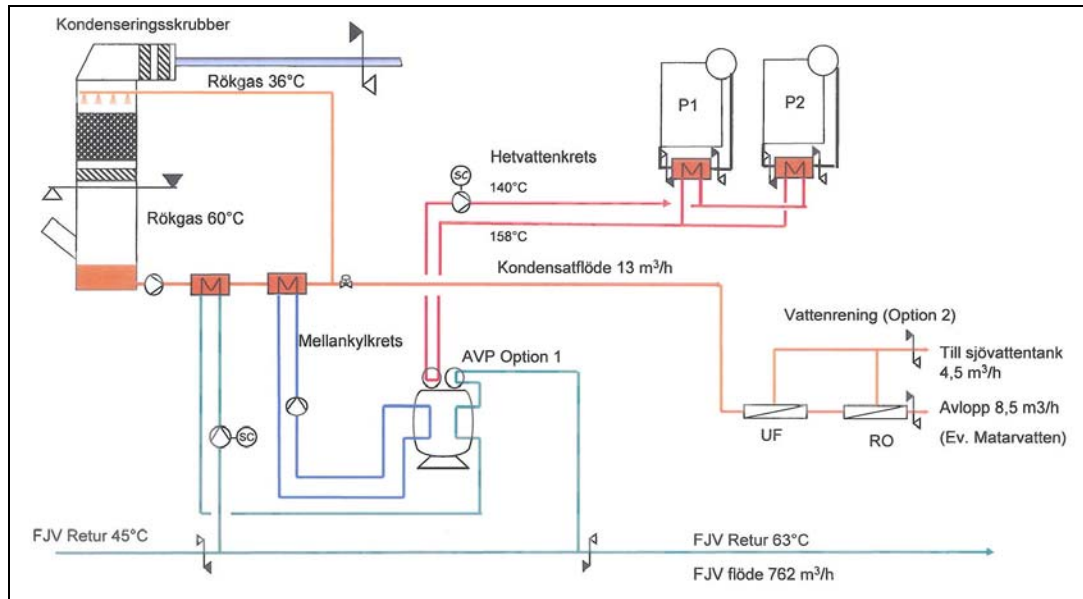 Kondenseringsskrubber
Rökgas 36°C
P1
P2
Hetvattenkrets
SC
140°C
Rökgas 60°C
158°C
Kondensatflöde 13 m³/h
Vattenrening (Option 2)
Mellankylkrets
AVP Option 1
Till sjövattentank
4,5 m³/h
Avlopp 8,5 m3/h
UF
RO
(Ev. Matarvatten)
SC
FJV Retur 45°C
FJV Retur 63°C
FJV flöde 762 m³/h